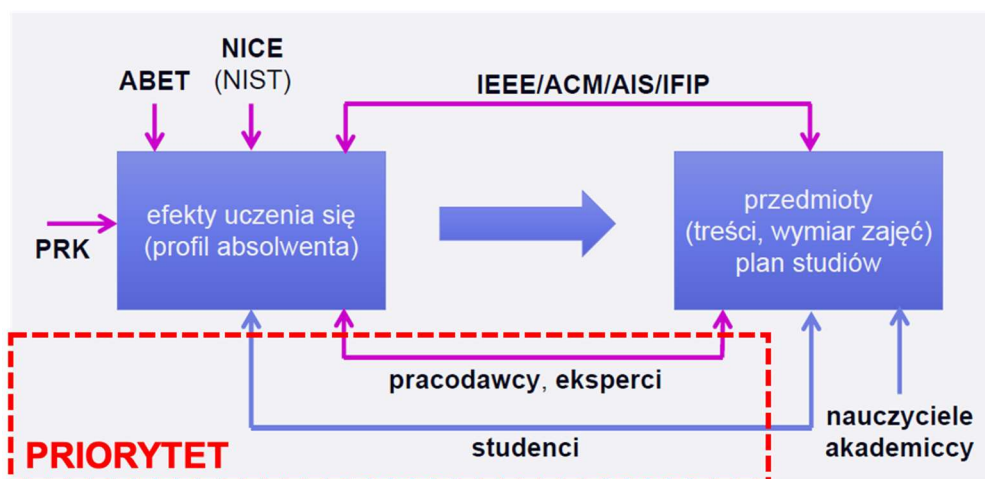 NICE
ABET (NIST)
IEEE/ACM/AIS/IFIP
efekty uczenia się
(profil absolwenta)
przedmioty
(treści, wymiar zajęć)
plan studiów
PRK
pracodawcy, eksperci
nauczyciele
akademiccy
studenci
PRIORYTET